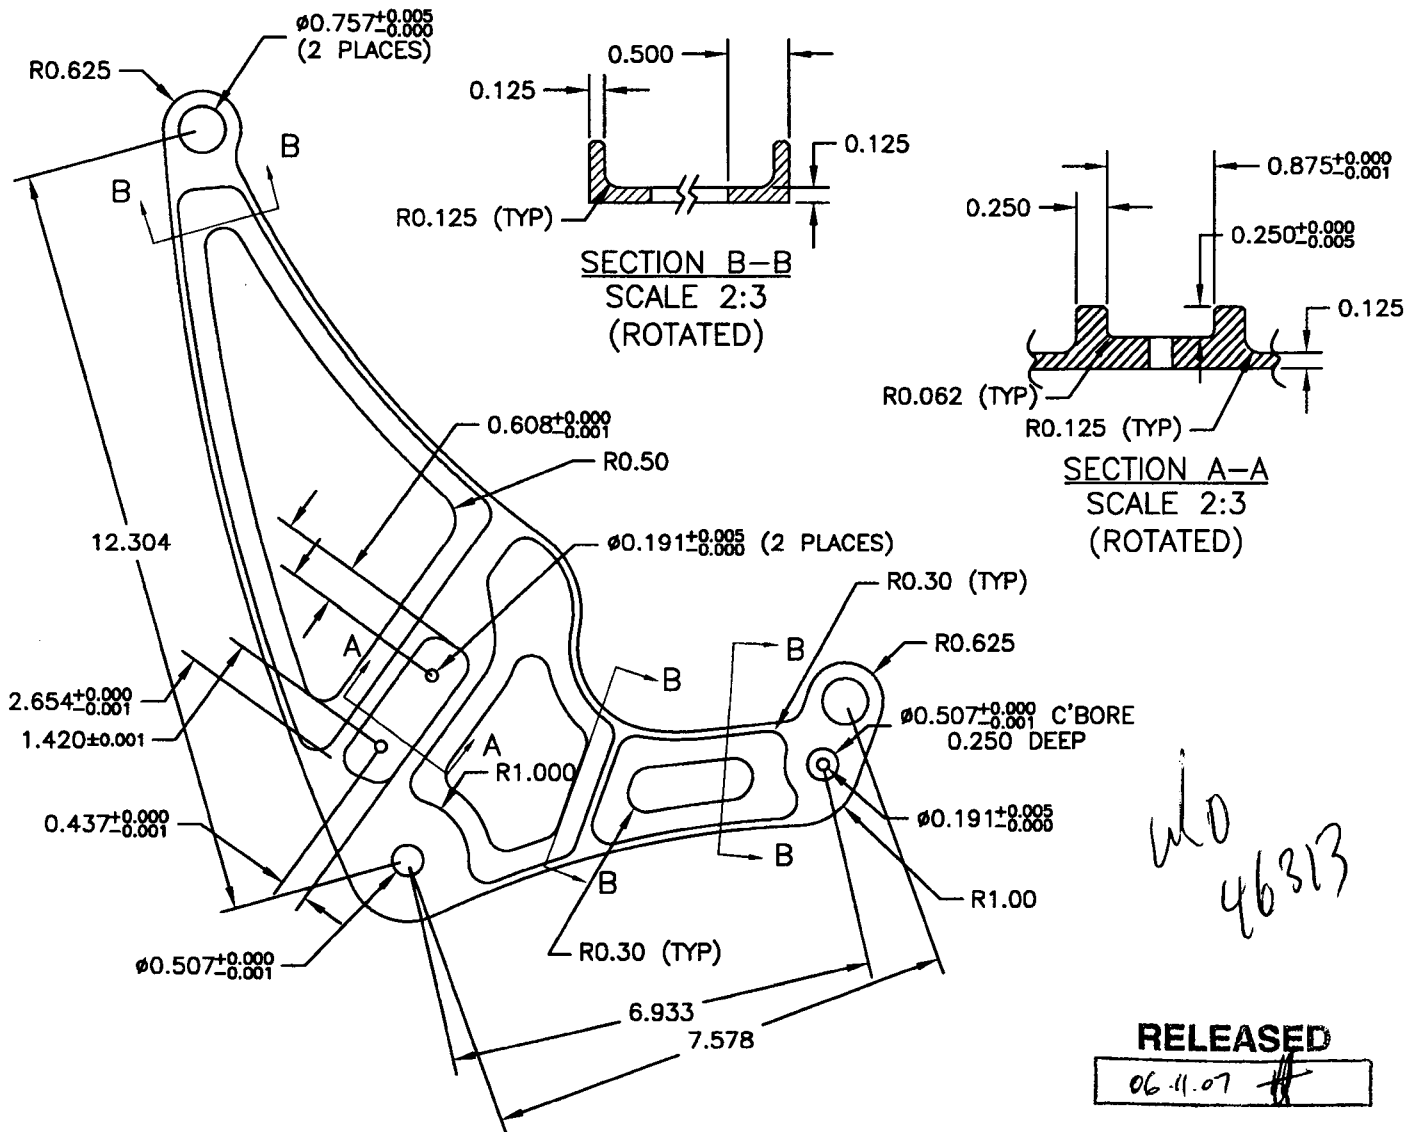 ø0.757+0.005 -0.000
(2 PLACES)
R0.625
0.500
0.125
0.125
R0.125 (TYP)
SECTION B-B
SCALE 2:3
(ROTATED)
0.875+0.000 -0.001
0.250
0.250+0.000 -0.005
0.125
R0.062 (TYP)
R0.125 (TYP)
SECTION A-A
SCALE 2:3
(ROTATED)
B
B
0.608+0.000 -0.001
R0.50
12.304
ø0.191+0.005 -0.000 (2 PLACES)
R0.30 (TYP)
R0.625
A
B
B
2.654+0.000 -0.001
1.420±0.001
ø0.507+0.000 -0.001 C'BORE
0.250 DEEP
A
R1.000
0.437+0.000 -0.001
ø0.191+0.005 -0.000
B
B
R1.00
ø0.507+0.000 -0.001
R0.30 (TYP)
6.933
7.578
46313
RELEASED
06.11.07